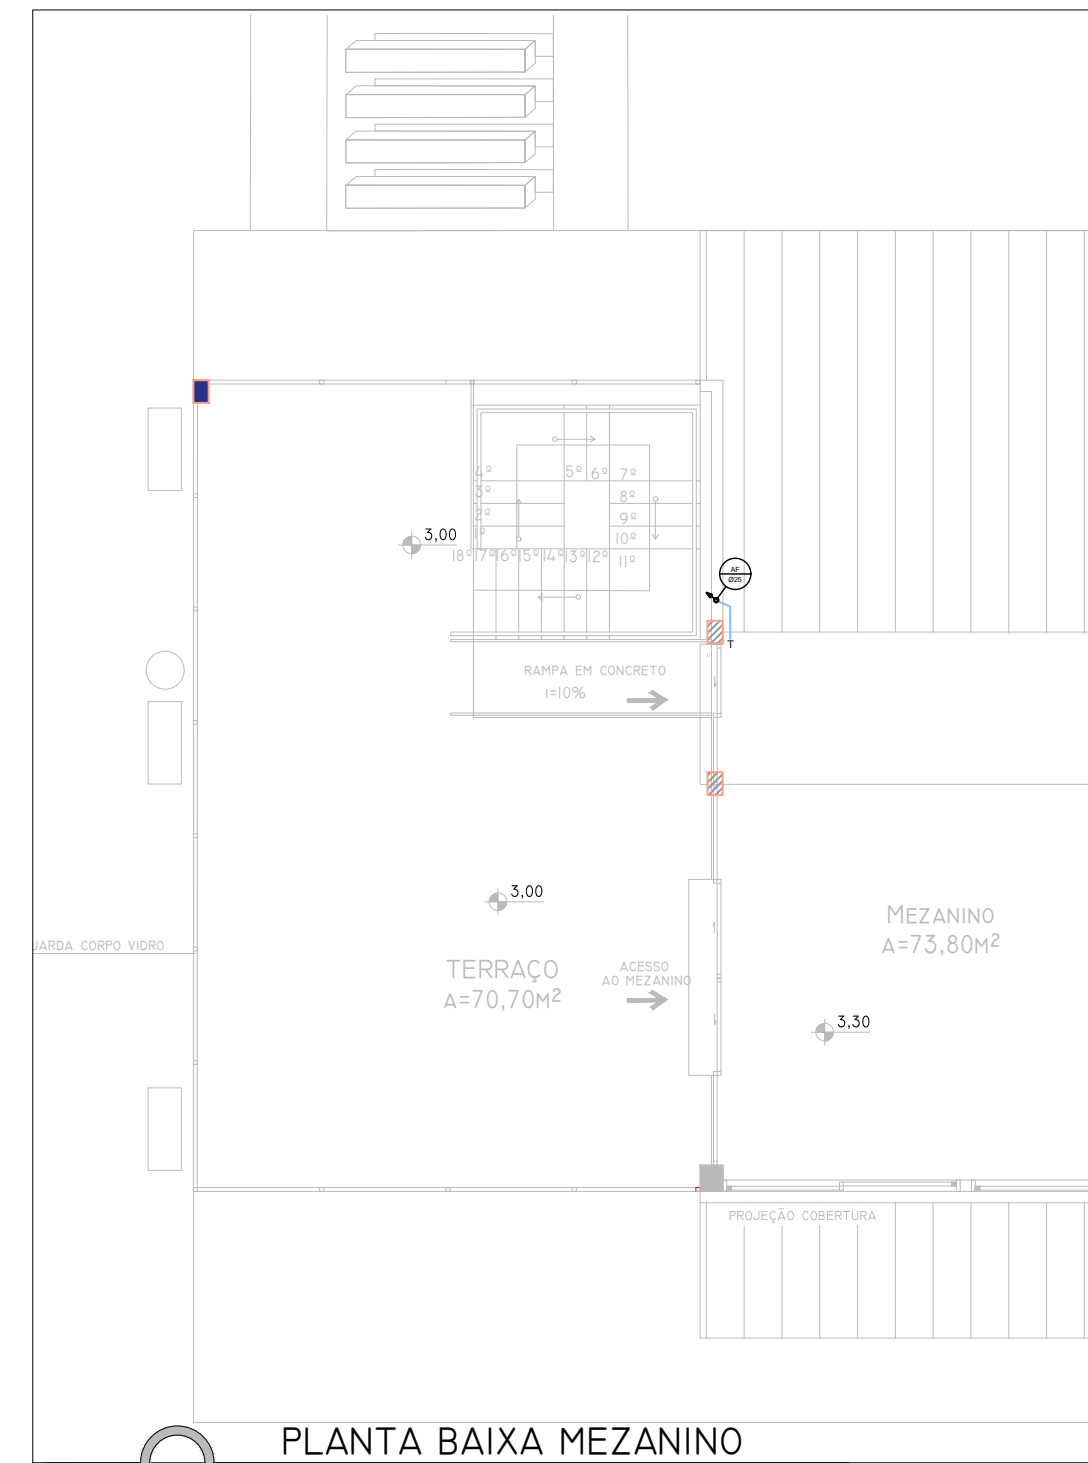 4º
5º
6º
7º
3º
8º
2º
9º
1º
10º
3,00
18º
17º
16º
15º
14º
13º
12º
11º
AF
Ø25
T
RAMPA EM CONCRETO
i=10%
3,00
MEZANINO
A=73,80M²
UARDA CORPO VIDRO
TERRAÇO
A=70,70M²
ACESSO
AO MEZANINO
3,30
PROJEÇÃO COBERTURA
PLANTA BAIXA MEZANINO